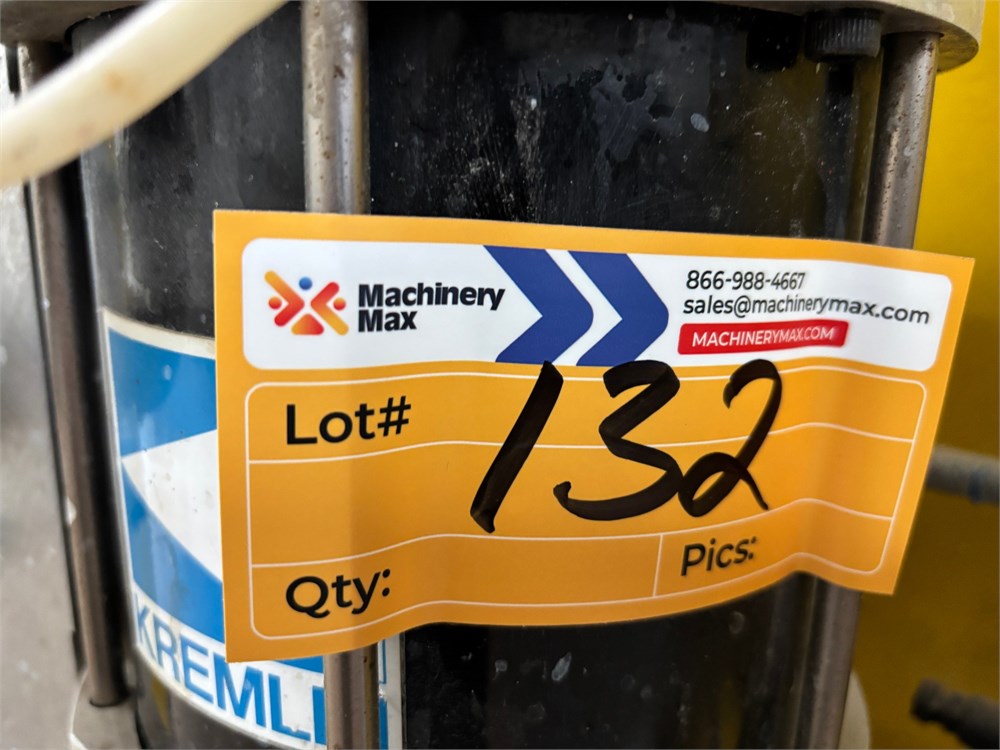 Machinery
Max
866-988-4667
sales@machinerymax.com
MACHINERYMAX.COM
Lot# 132
Qty:
Pics:
KREMLI